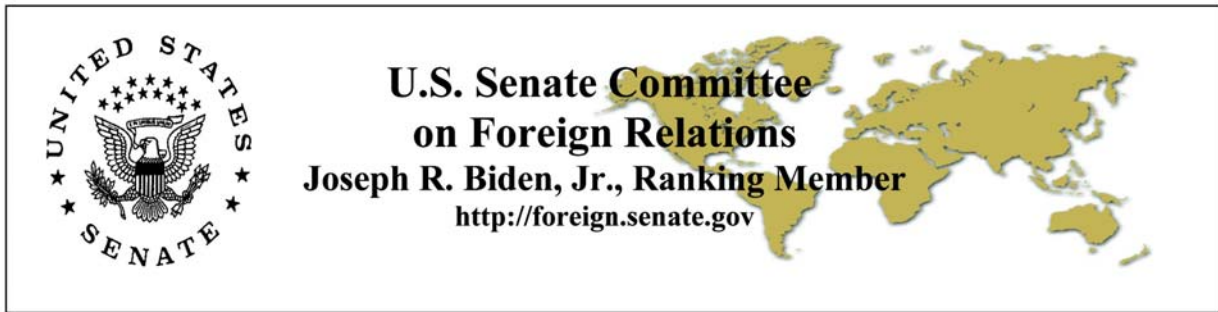 UNITED STATES
SENATE
U.S. Senate Committee
on Foreign Relations
Joseph R. Biden, Jr., Ranking Member
http://foreign.senate.gov